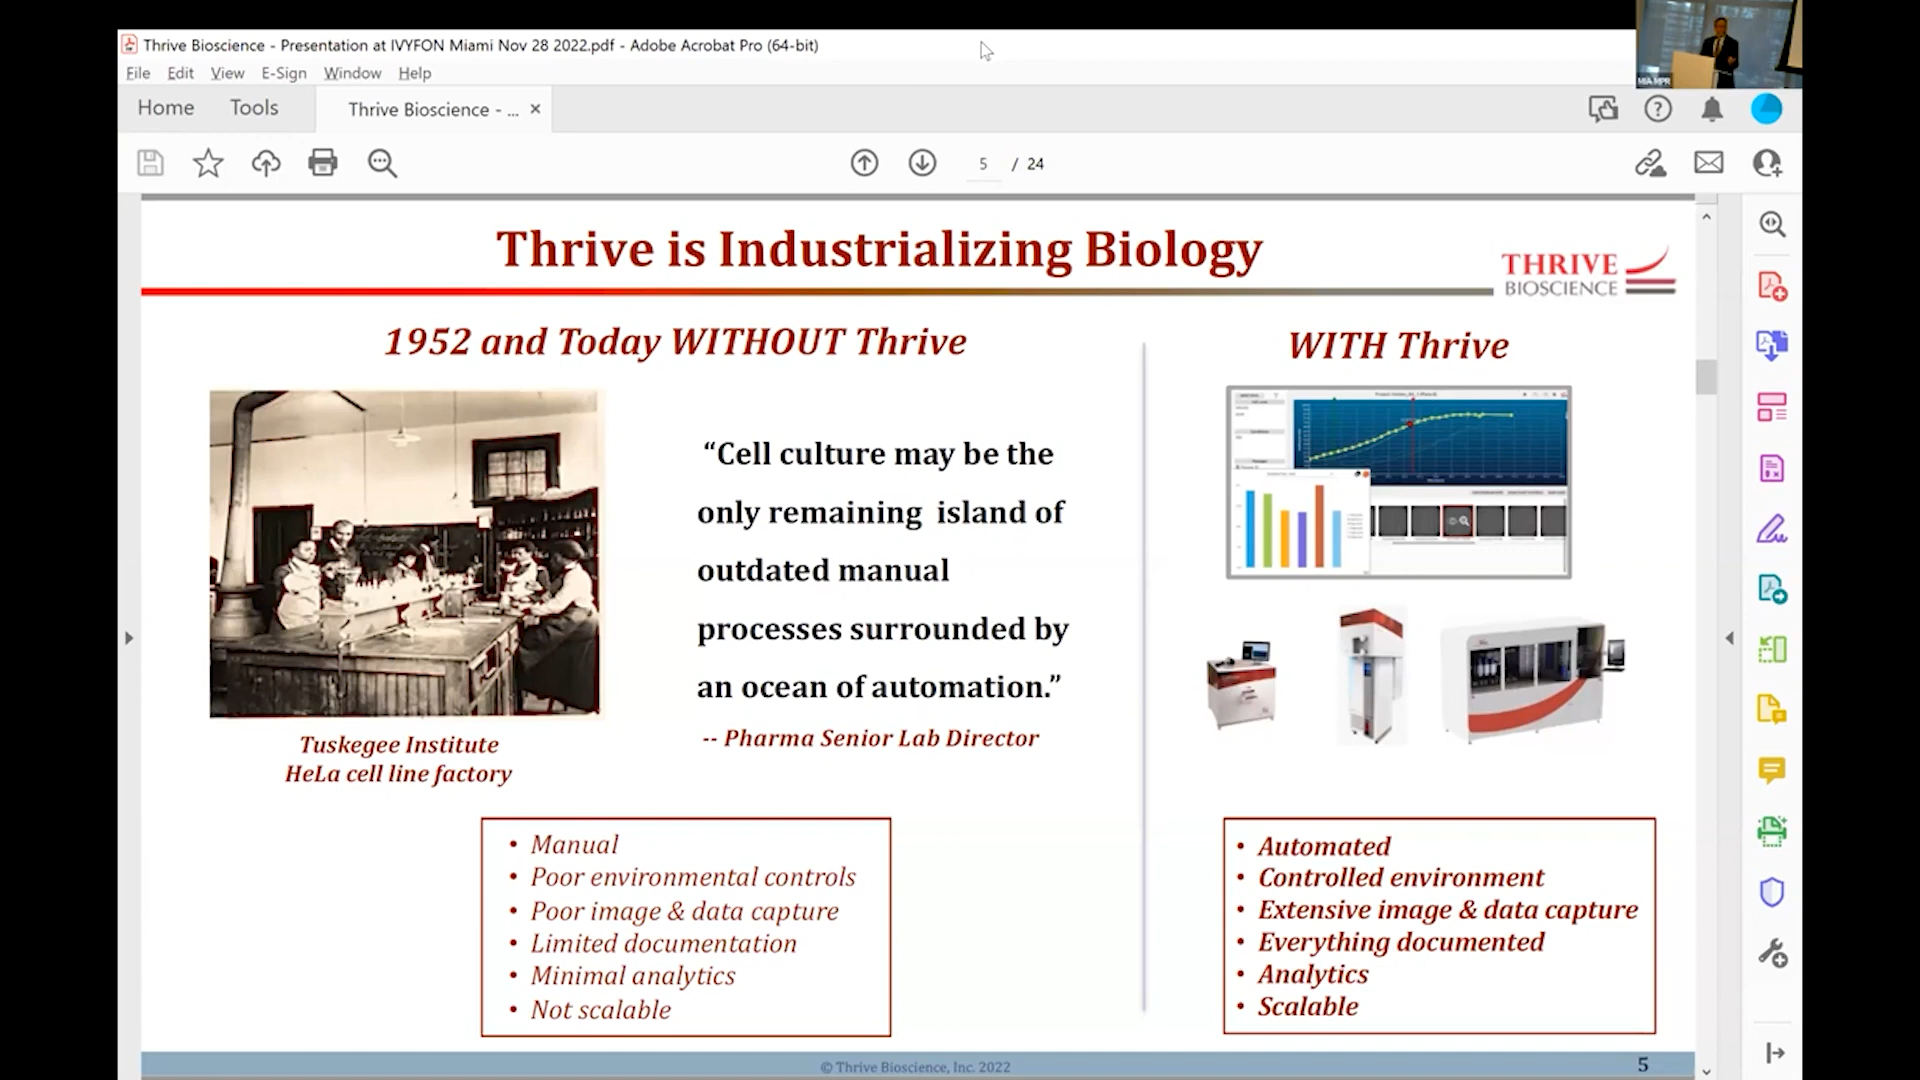 Thrive Bioscience - Presentation at IVYFON Miami Nov 28 2022.pdf - Adobe Acrobat Pro (64-bit)
File Edit View E-Sign Window Help
Home Tools Thrive Bioscience - ... ×
5 / 24
MIA MPR
Thrive is Industrializing Biology
THRIVE
BIOSCIENCE
1952 and Today WITHOUT Thrive
“Cell culture may be the
only remaining island of
outdated manual
processes surrounded by
an ocean of automation.”
-- Pharma Senior Lab Director
Tuskegee Institute
HeLa cell line factory
• Manual
• Poor environmental controls
• Poor image & data capture
• Limited documentation
• Minimal analytics
• Not scalable
WITH Thrive
• Automated
• Controlled environment
• Extensive image & data capture
• Everything documented
• Analytics
• Scalable
© Thrive Bioscience, Inc. 2022
5